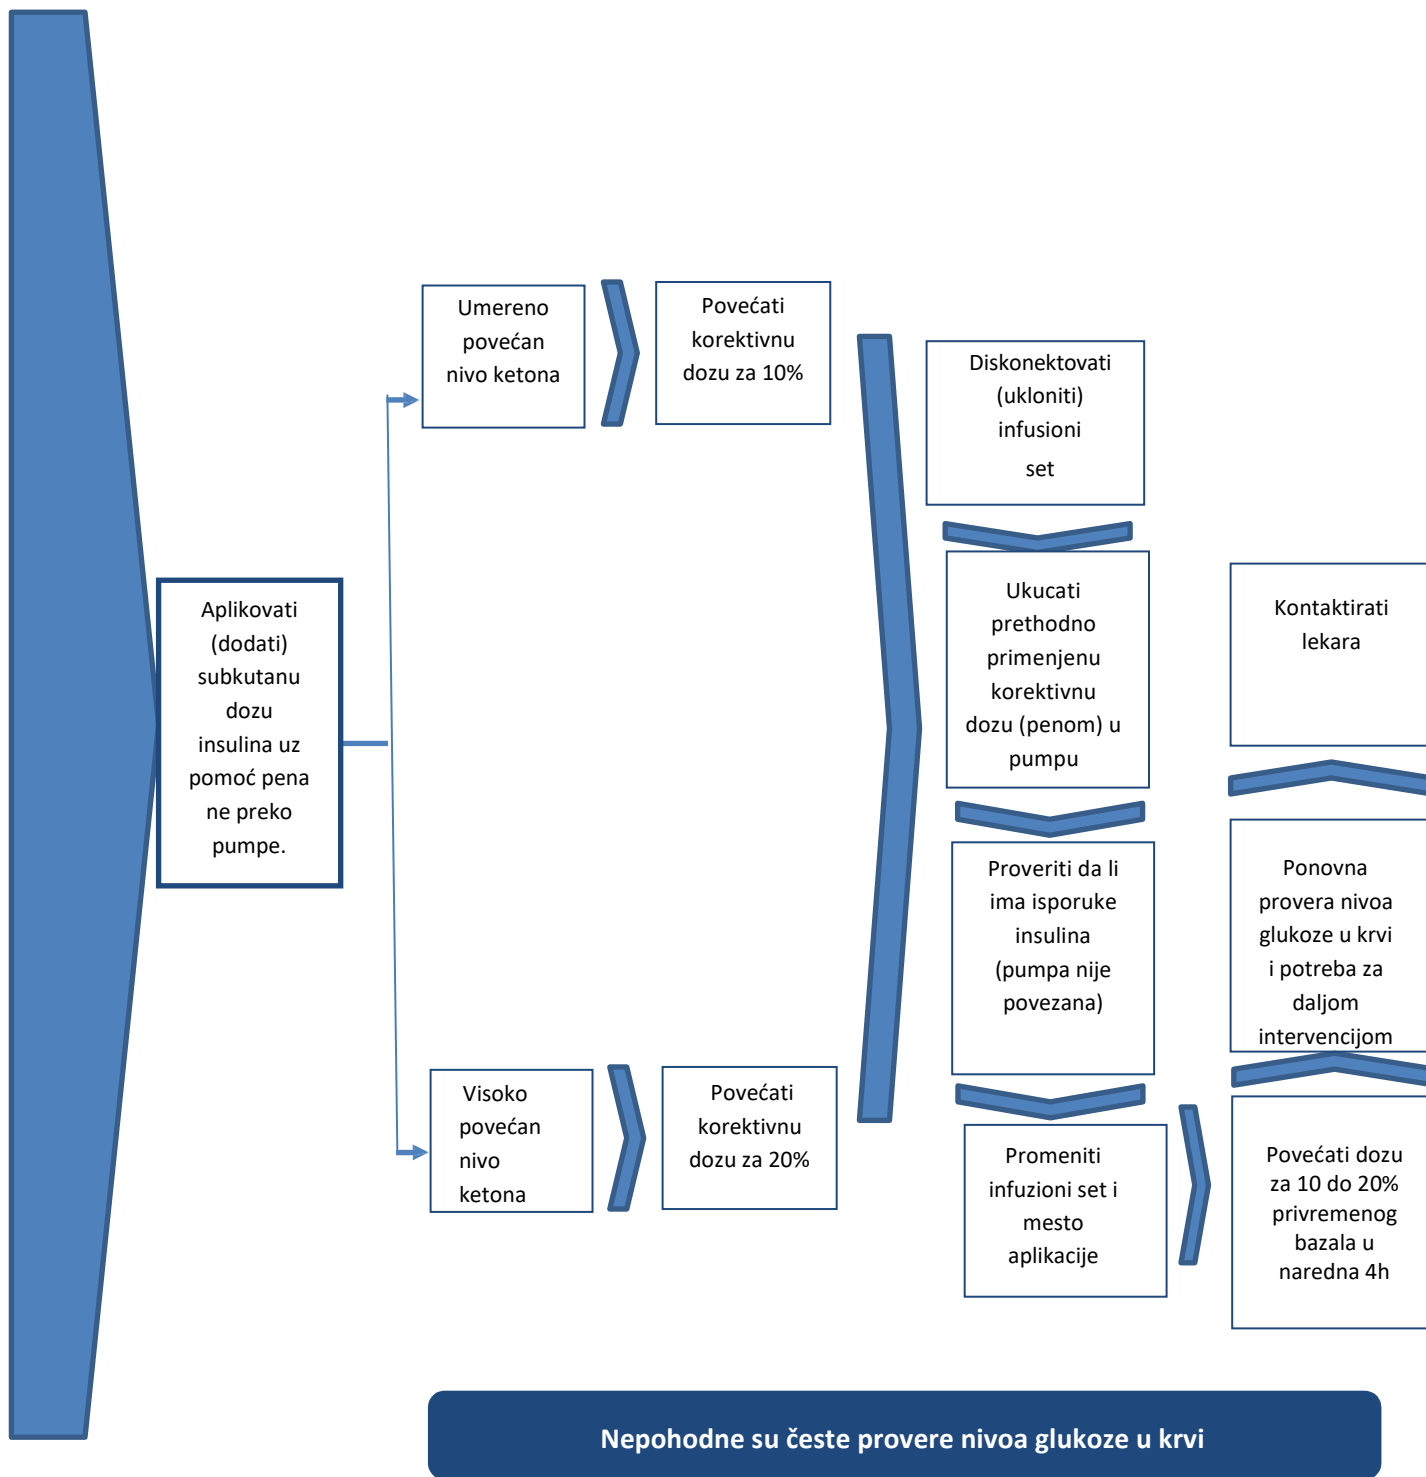 Aplikovati
(dodati)
subkutanu
dozu
insulina uz
pomoć pena
ne preko
pumpe.
Umereno
povećan
nivo ketona
Povećati
korektivnu
dozu za 10%
Visoko
povećan
nivo
ketona
Povećati
korektivnu
dozu za 20%
Diskonektovati
(ukloniti)
infusioni
set
Ukucati
prethodno
primenjenu
korektivnu
dozu (penom) u
pumpu
Proveriti da li
ima isporuke
insulina
(pumpa nije
povezana)
Promeniti
infuzioni set i
mesto
aplikacije
Povećati dozu
za 10 do 20%
privremenog
bazala u
naredna 4h
Ponovna
provera nivoa
glukoze u krvi
i potreba za
daljom
intervencijom
Kontaktirati
lekara
Nepohodne su česte provere nivoa glukoze u krvi